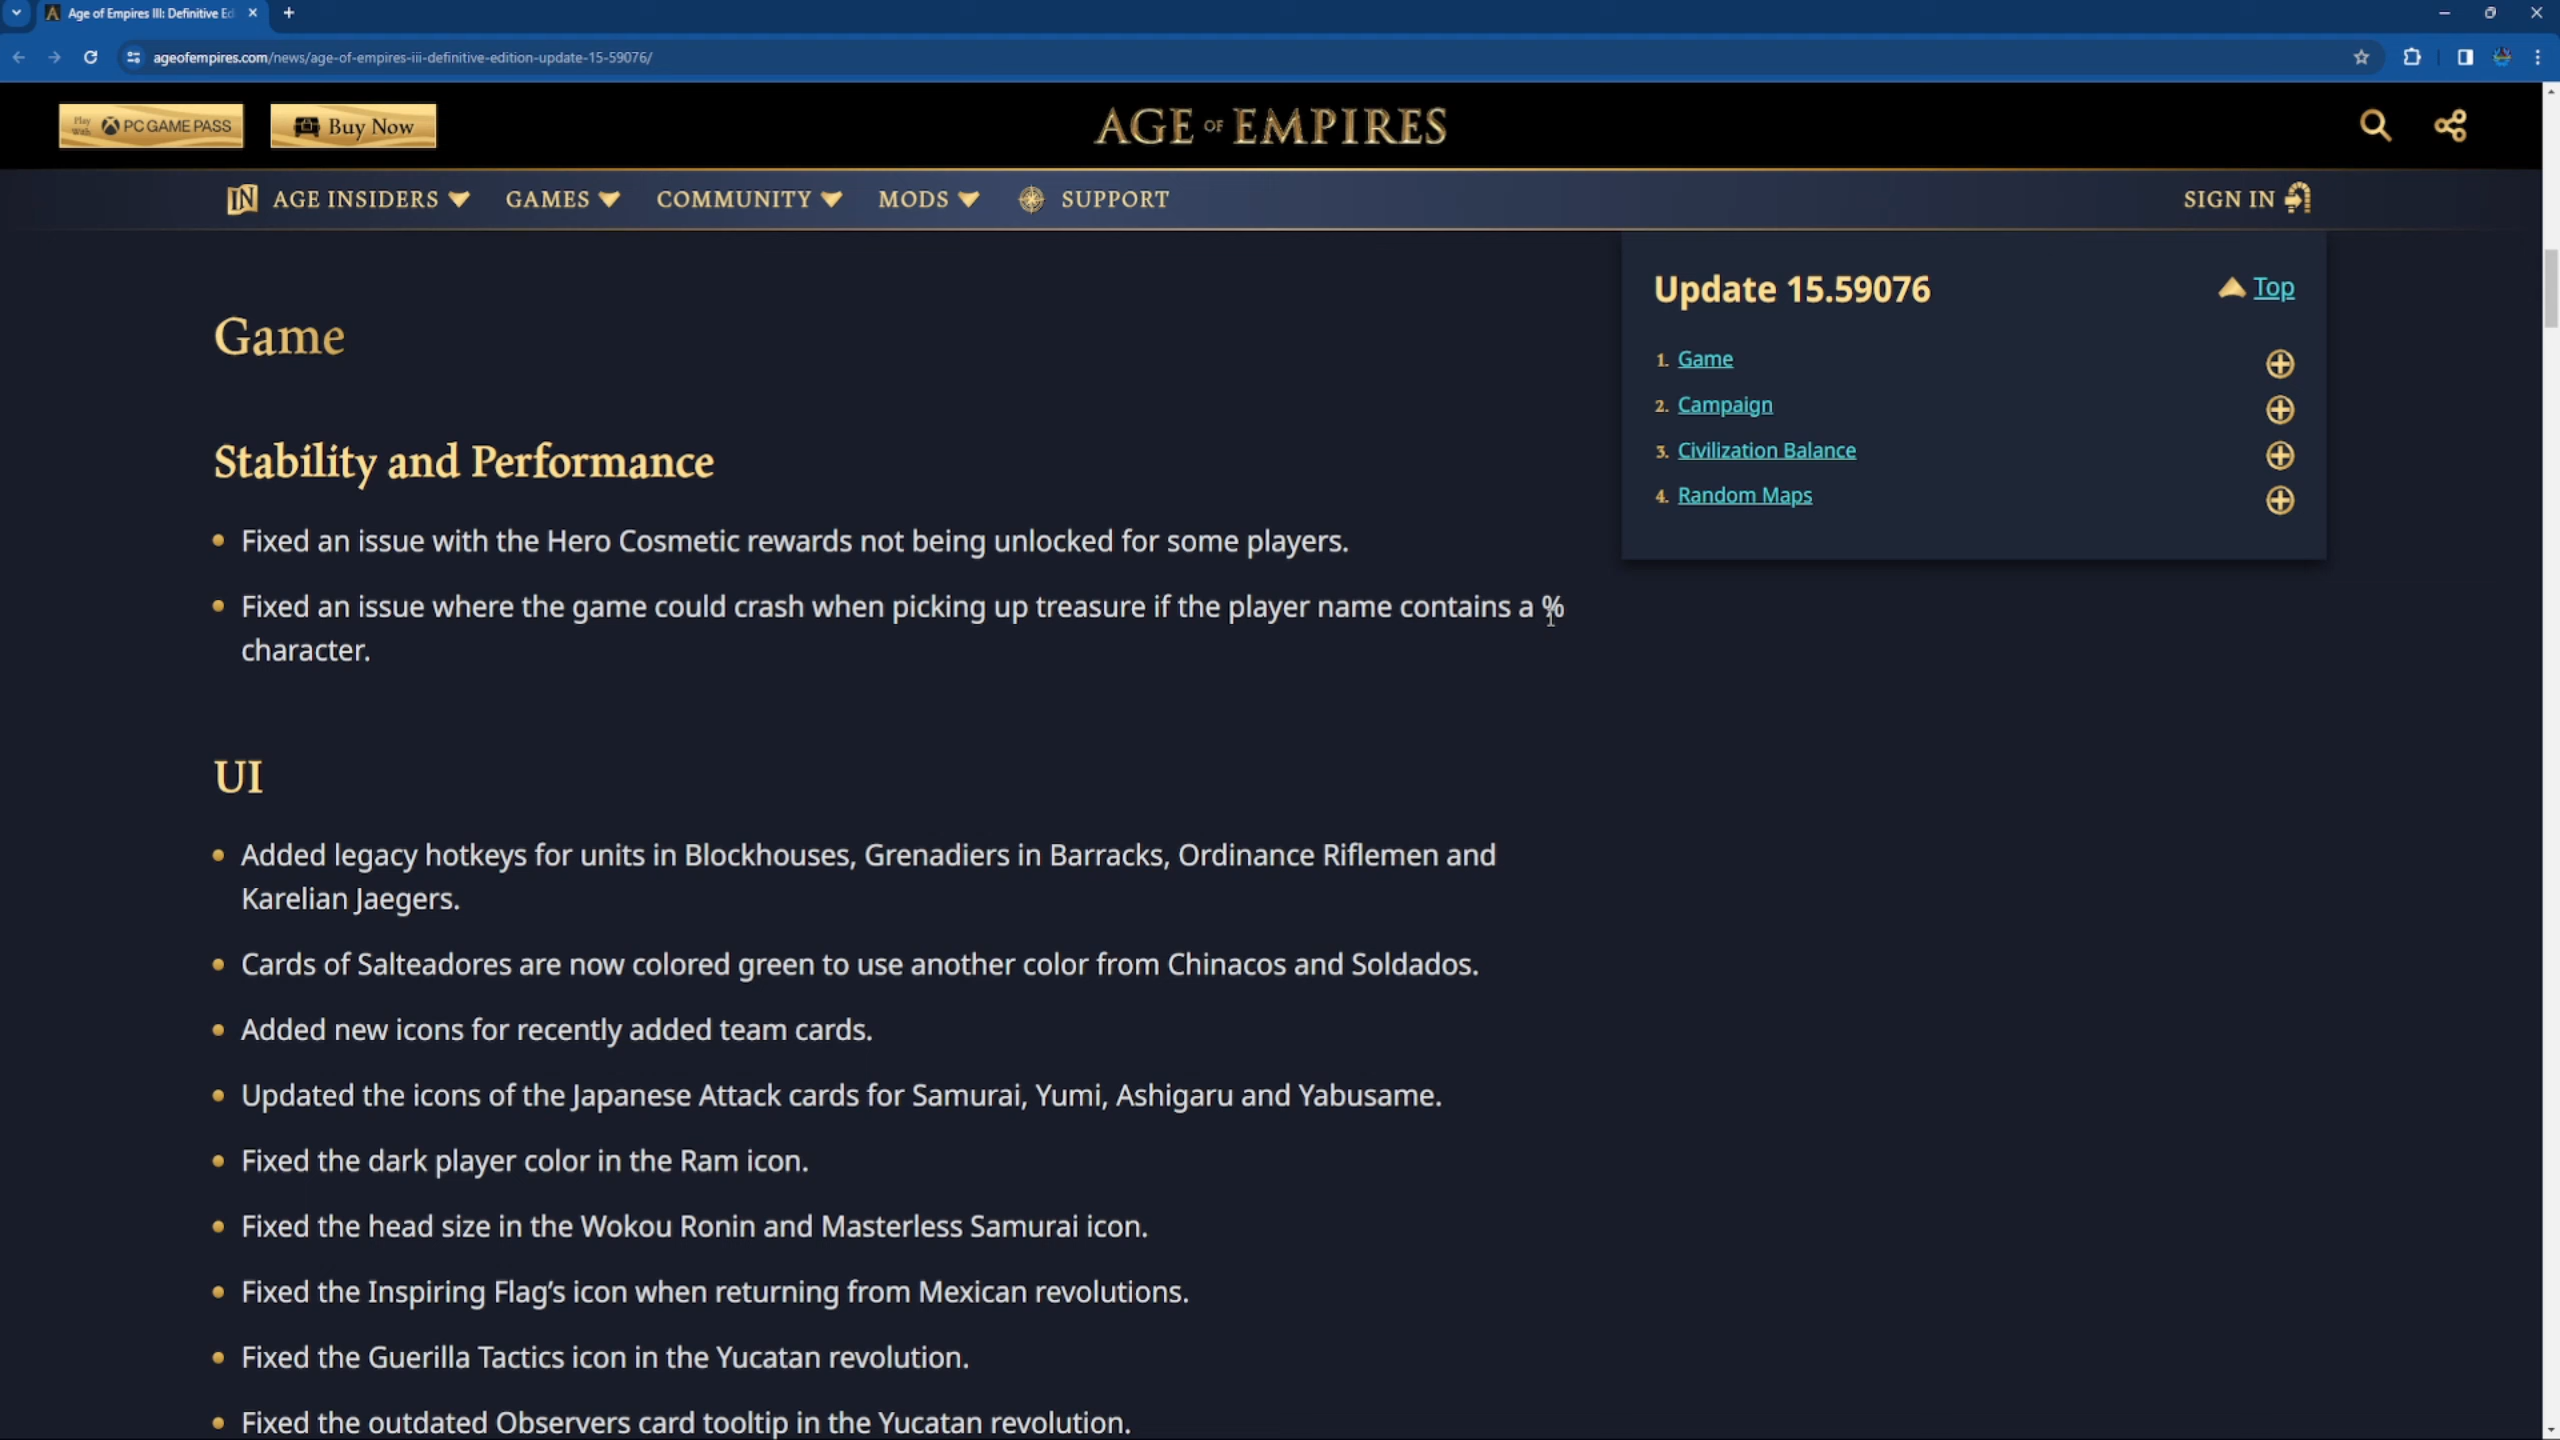 Age of Empires III: Definitive Ed
ageofempires.com/news/age-of-empires-iii-definitive-edition-update-15-59076/
Play With PC GAME PASS
Buy Now
AGE OF EMPIRES
IN AGE INSIDERS
GAMES
COMMUNITY
MODS
SUPPORT
SIGN IN
Game
Stability and Performance
Fixed an issue with the Hero Cosmetic rewards not being unlocked for some players.
Fixed an issue where the game could crash when picking up treasure if the player name contains a %
character.
UI
Added legacy hotkeys for units in Blockhouses, Grenadiers in Barracks, Ordinance Riflemen and
Karelian Jaegers.
Cards of Salteadores are now colored green to use another color from Chinacos and Soldados.
Added new icons for recently added team cards.
Updated the icons of the Japanese Attack cards for Samurai, Yumi, Ashigaru and Yabusame.
Fixed the dark player color in the Ram icon.
Fixed the head size in the Wokou Ronin and Masterless Samurai icon.
Fixed the Inspiring Flag’s icon when returning from Mexican revolutions.
Fixed the Guerilla Tactics icon in the Yucatan revolution.
Fixed the outdated Observers card tooltip in the Yucatan revolution.
Update 15.59076
Top
1. Game
2. Campaign
3. Civilization Balance
4. Random Maps